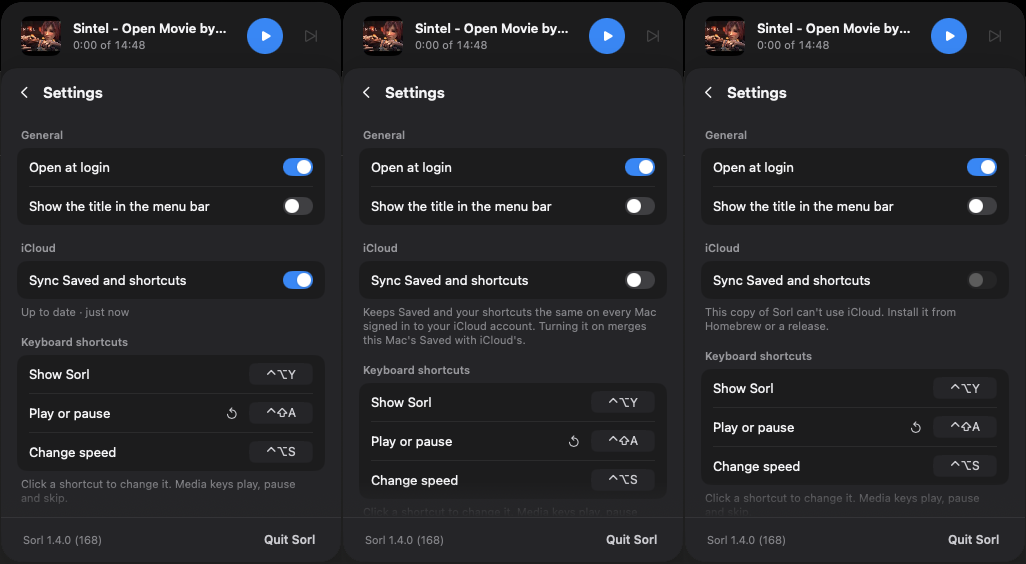 Sintel - Open Movie by...
0:00 of 14:48
Settings
General
Open at login
Show the title in the menu bar
iCloud
Sync Saved and shortcuts
Up to date · just now
Keyboard shortcuts
Show Sorl
⌃⌥Y
Play or pause
⌃⇧A
Change speed
⌃⌥S
Click a shortcut to change it. Media keys play, pause
and skip.
Sorl 1.4.0 (168)
Quit Sorl
Sintel - Open Movie by...
0:00 of 14:48
Settings
General
Open at login
Show the title in the menu bar
iCloud
Sync Saved and shortcuts
Keeps Saved and your shortcuts the same on every Mac
signed in to your iCloud account. Turning it on merges
this Mac's Saved with iCloud's.
Keyboard shortcuts
Show Sorl
⌃⌥Y
Play or pause
⌃⇧A
Change speed
⌃⌥S
Click a shortcut to change it. Media keys play, pause
Sorl 1.4.0 (168)
Quit Sorl
Sintel - Open Movie by...
0:00 of 14:48
Settings
General
Open at login
Show the title in the menu bar
iCloud
Sync Saved and shortcuts
This copy of Sorl can't use iCloud. Install it from
Homebrew or a release.
Keyboard shortcuts
Show Sorl
⌃⌥Y
Play or pause
⌃⇧A
Change speed
⌃⌥S
Click a shortcut to change it. Media keys play, pause
and skip.
Sorl 1.4.0 (168)
Quit Sorl